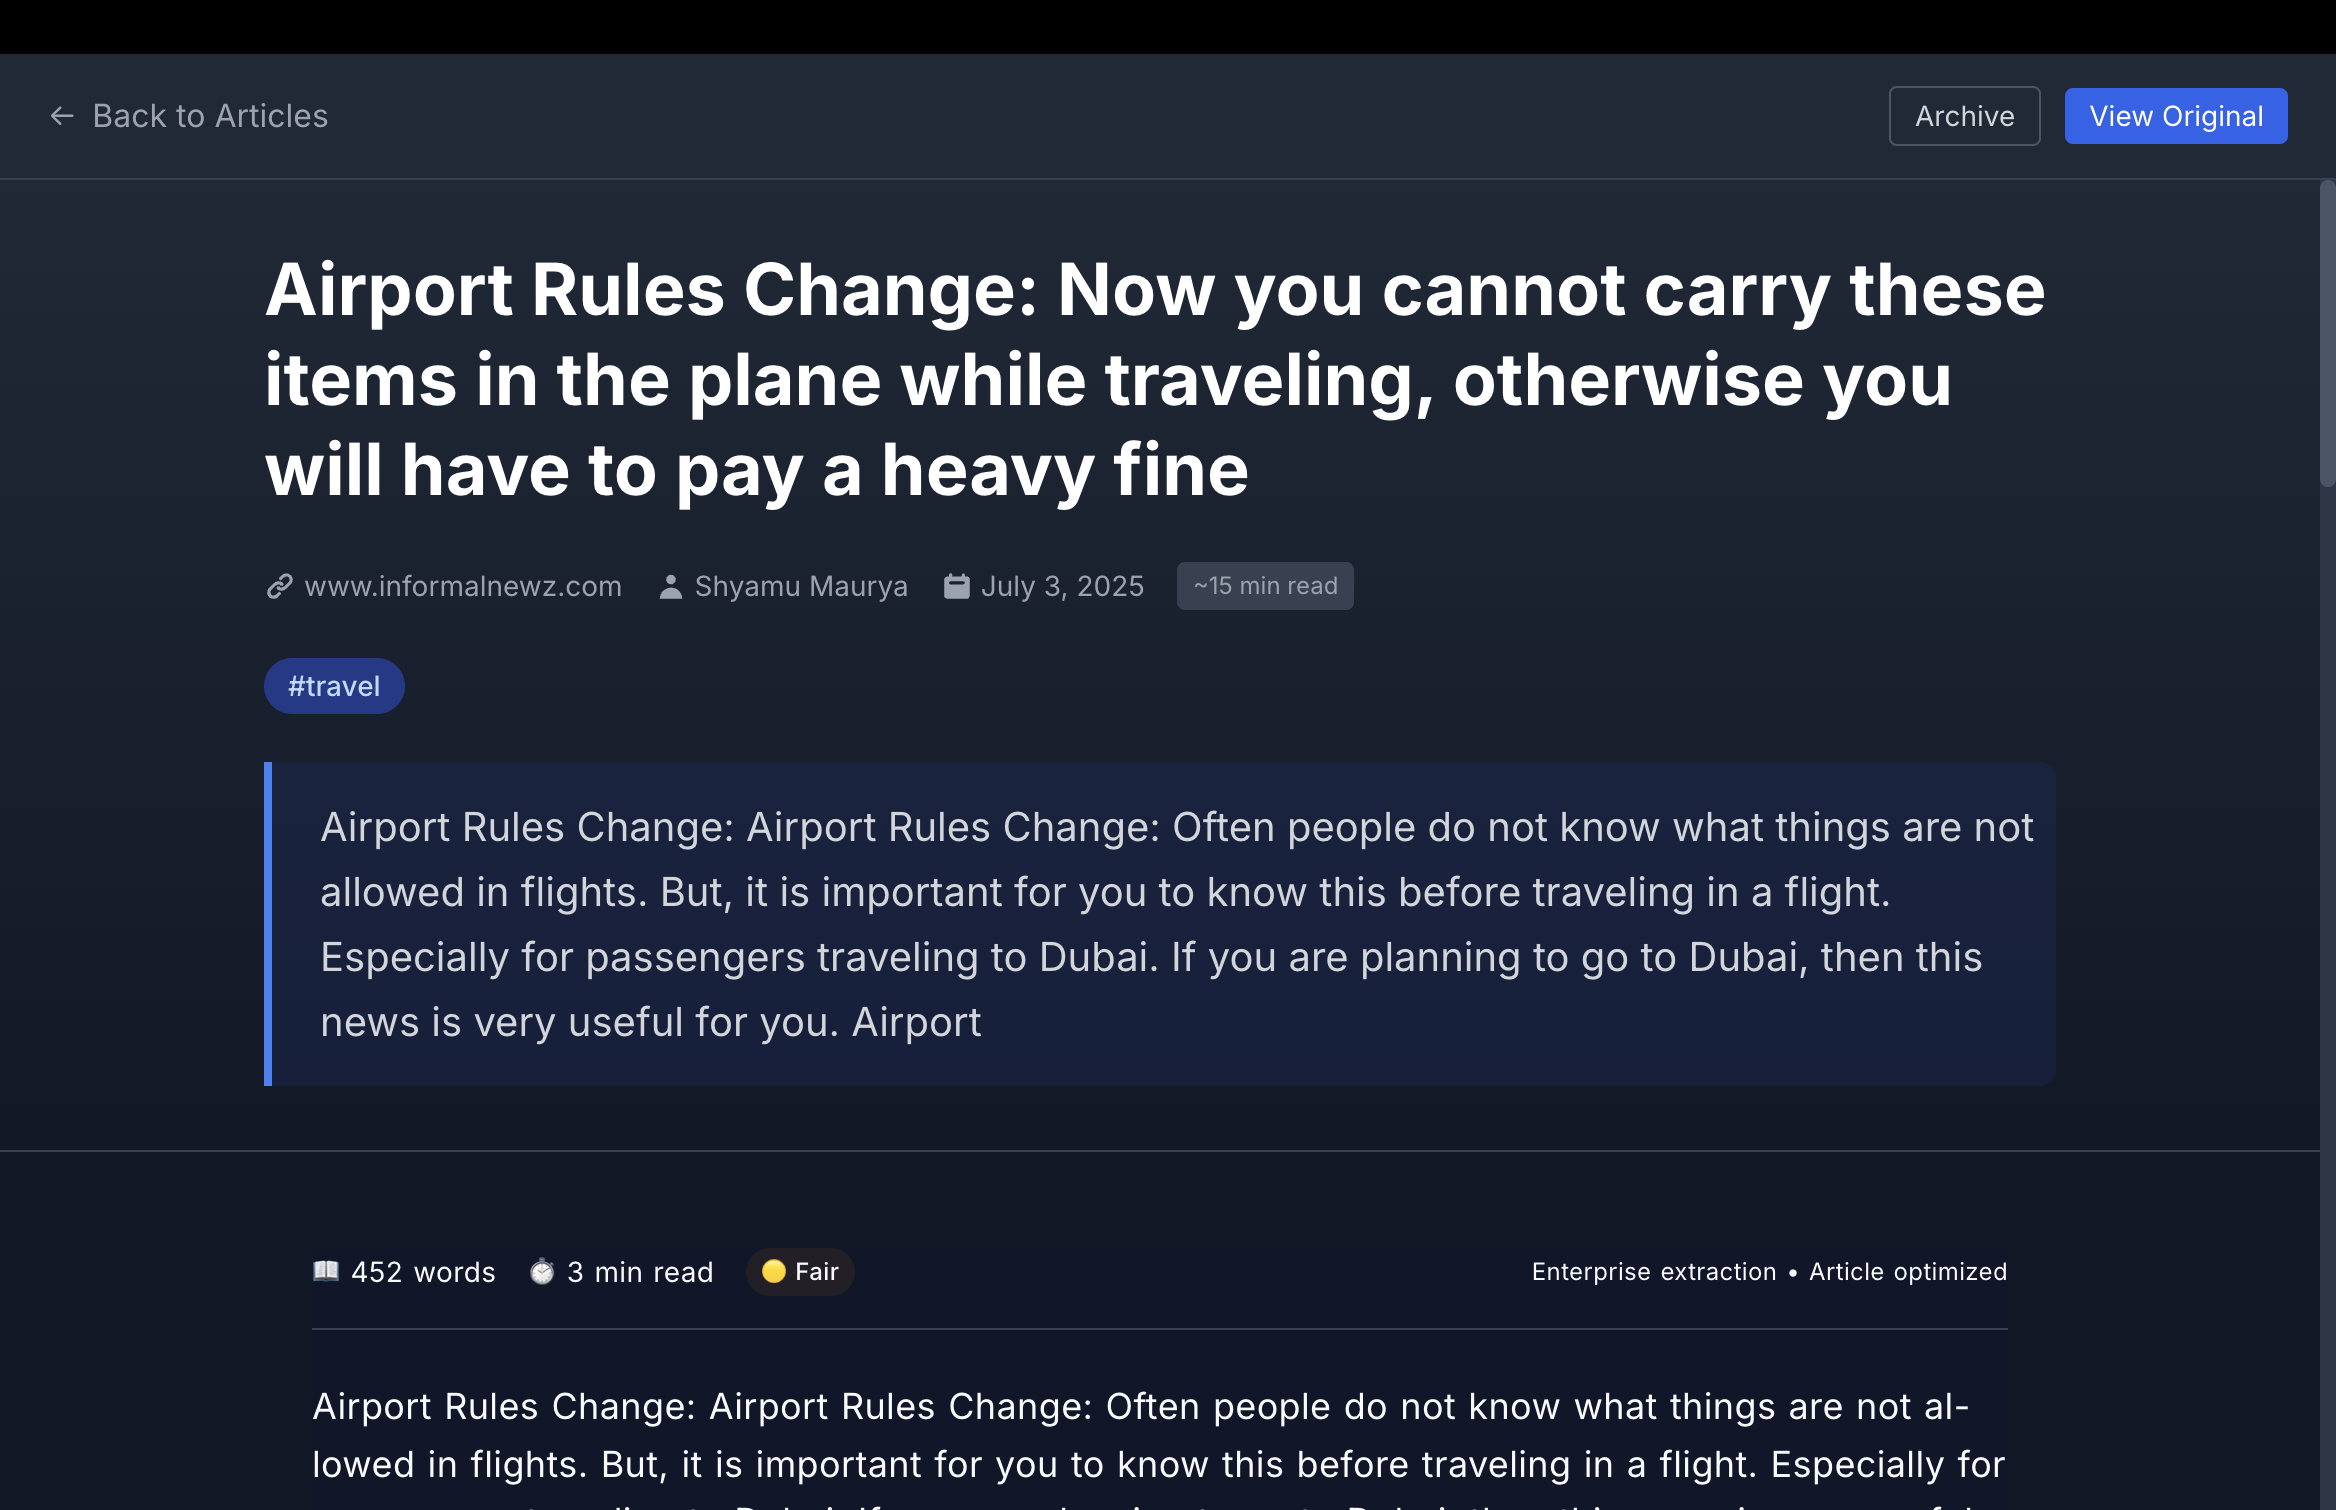 Back to Articles
Archive
View Original
Airport Rules Change: Now you cannot carry these
items in the plane while traveling, otherwise you
will have to pay a heavy fine
www.informalnewz.com
Shyamu Maurya
July 3, 2025
~15 min read
#travel
Airport Rules Change: Airport Rules Change: Often people do not know what things are not
allowed in flights. But, it is important for you to know this before traveling in a flight.
Especially for passengers traveling to Dubai. If you are planning to go to Dubai, then this
news is very useful for you. Airport
452 words
3 min read
Fair
Enterprise extraction • Article optimized
Airport Rules Change: Airport Rules Change: Often people do not know what things are not al-
lowed in flights. But, it is important for you to know this before traveling in a flight. Especially for